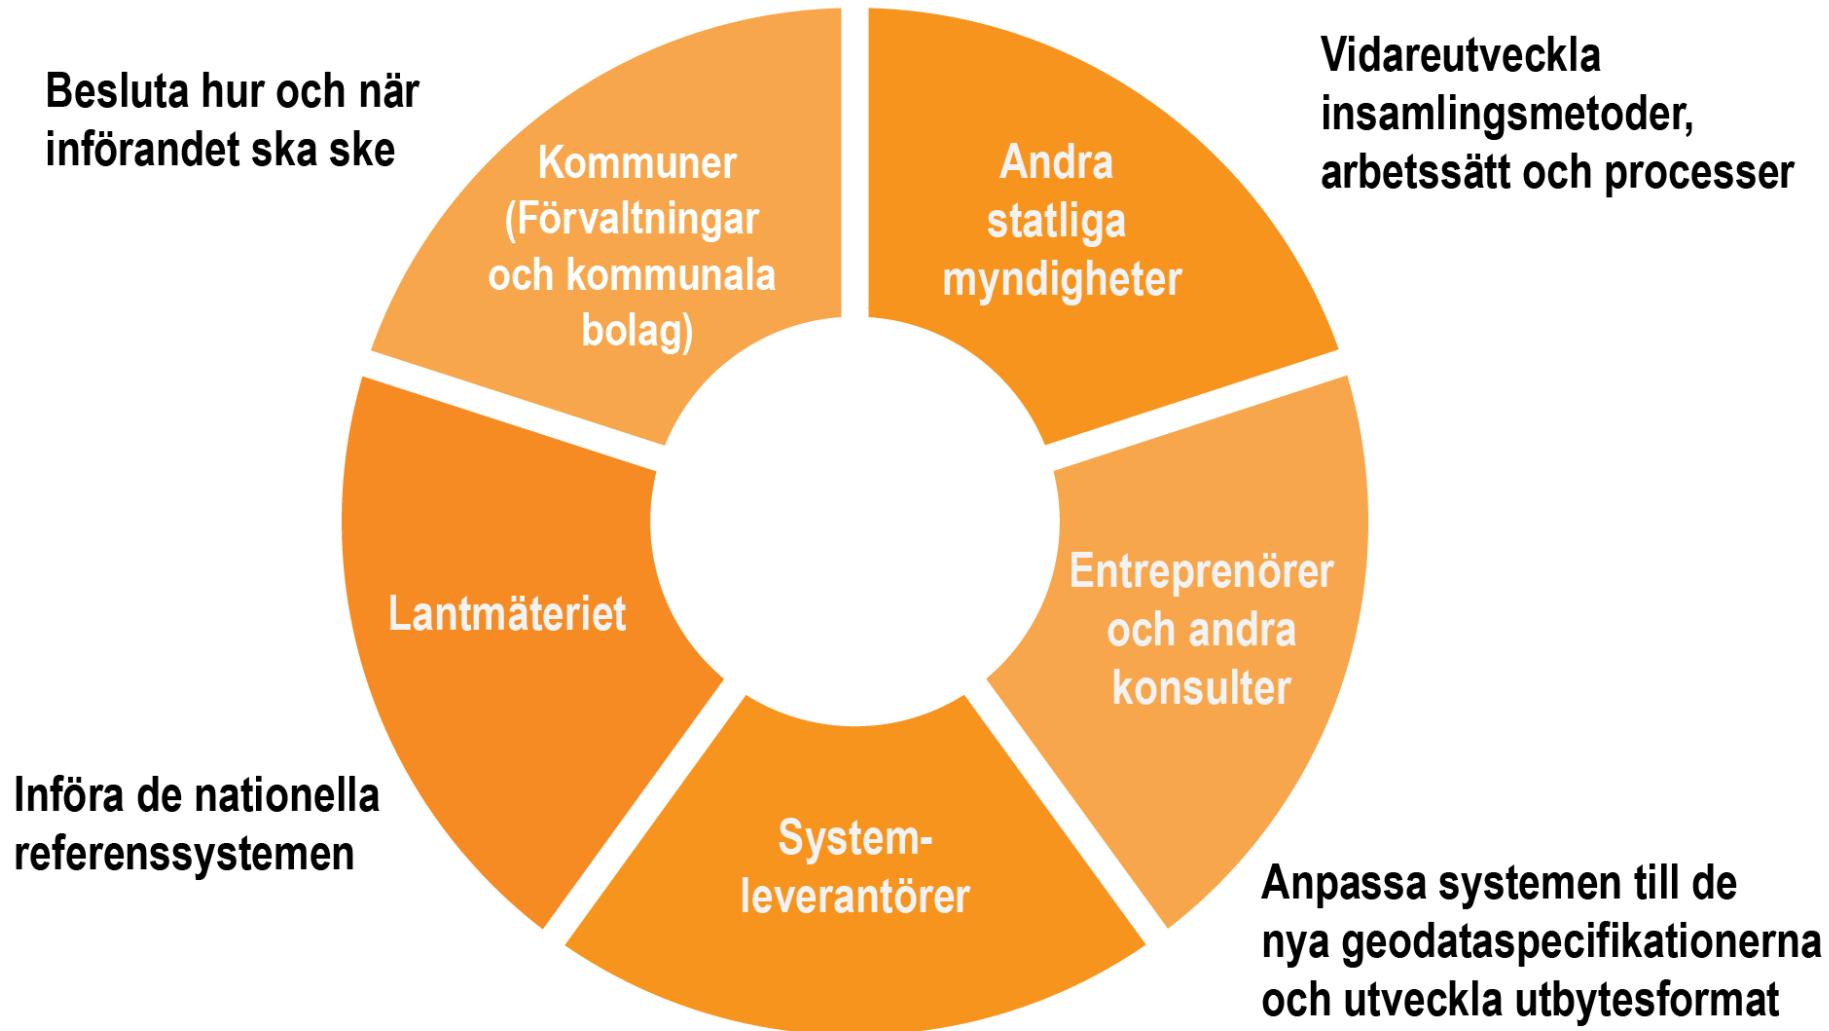 Besluta hur och när
införandet ska ske
Vidareutveckla
insamlingsmetoder,
arbetssätt och processer
Kommuner
(Förvaltningar
och kommunala
bolag)
Andra
statliga
myndigheter
Lantmäteriet
Entreprenörer
och andra
konsulter
System-
leverantörer
Införa de nationella
referenssystemen
Anpassa systemen till de
nya geodataspecifikationerna
och utveckla utbytesformat